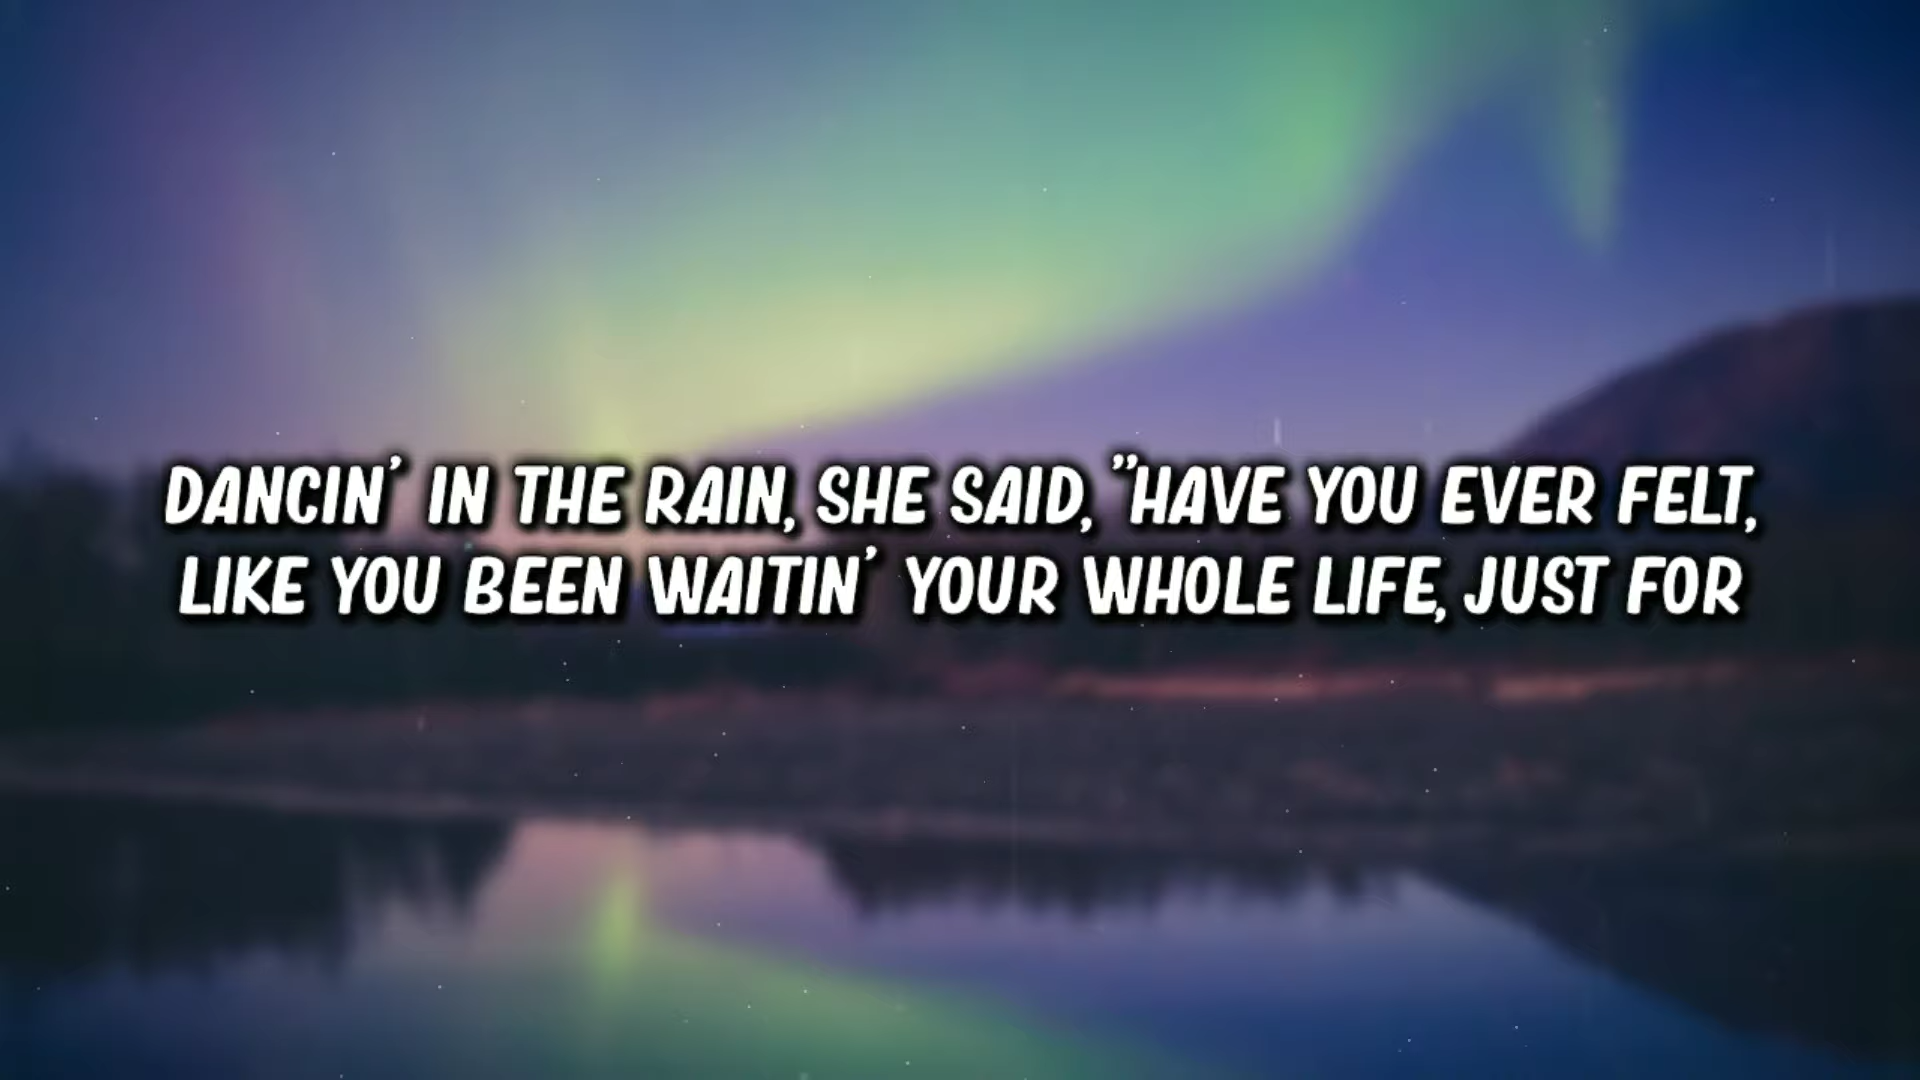 DANCIN' IN THE RAIN, SHE SAID, "HAVE YOU EVER FELT,
LIKE YOU BEEN WAITIN' YOUR WHOLE LIFE, JUST FOR